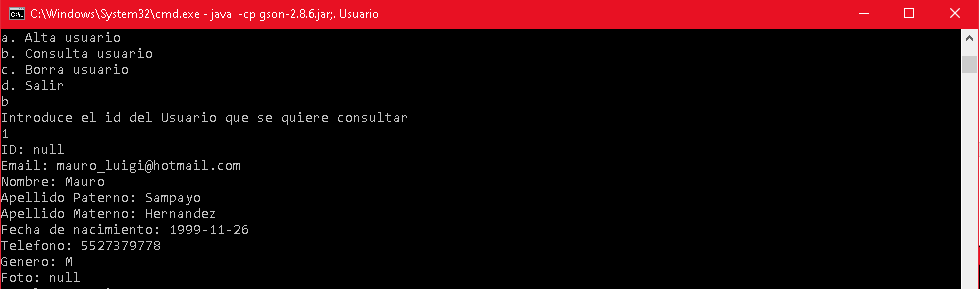 C:\Windows\System32\cmd.exe - java -cp gson-2.8.6.jar;. Usuario
a. Alta usuario
b. Consulta usuario
c. Borra usuario
d. Salir
b
Introduce el id del Usuario que se quiere consultar
1
ID: null
Email: mauro_luigi@hotmail.com
Nombre: Mauro
Apellido Paterno: Sampayo
Apellido Materno: Hernandez
Fecha de nacimiento: 1999-11-26
Telefono: 5527379778
Genero: M
Foto: null